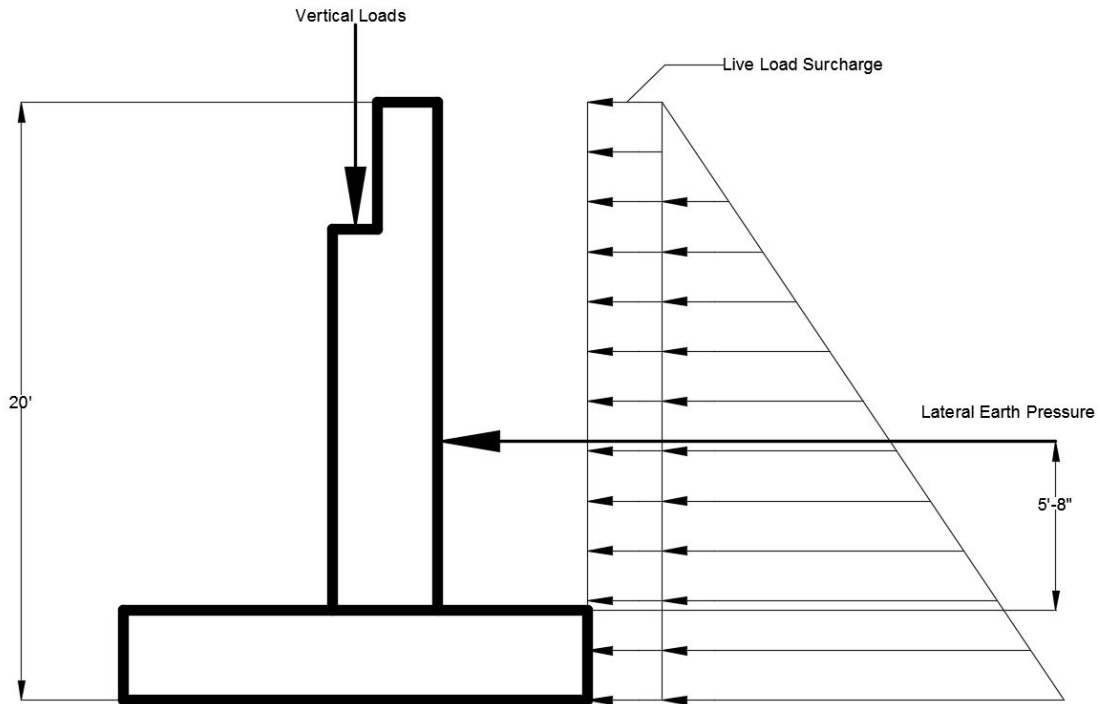 Vertical Loads
Live Load Surcharge
20'
Lateral Earth Pressure
5'-8"